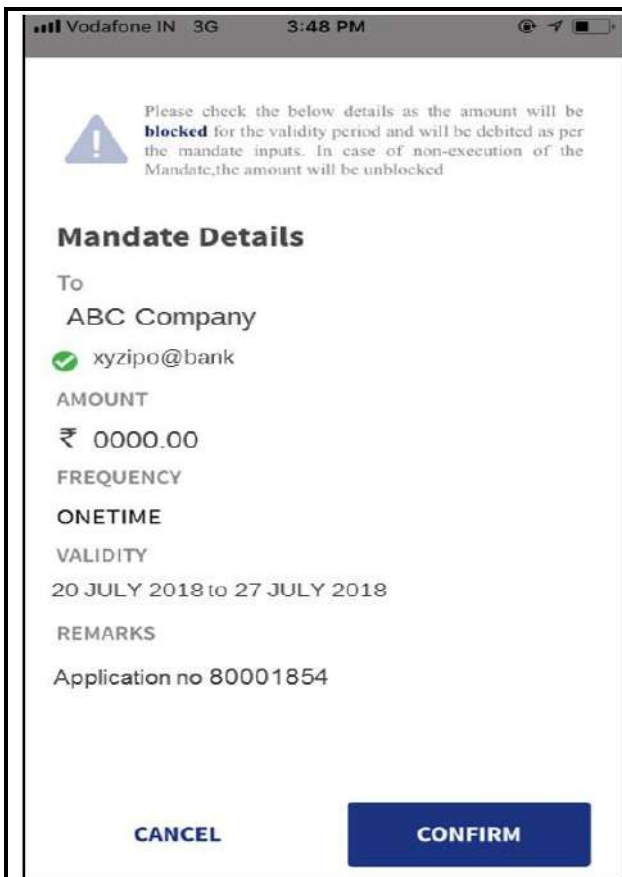 Vodafone IN 3G 3:48 PM
Please check the below details as the amount will be
blocked for the validity period and will be debited as per
the mandate inputs. In case of non-execution of the
Mandate,the amount will be unblocked
Mandate Details
To
ABC Company
xyzipo@bank
AMOUNT
₹ 0000.00
FREQUENCY
ONETIME
VALIDITY
20 JULY 2018 to 27 JULY 2018
REMARKS
Application no 80001854
CANCEL CONFIRM